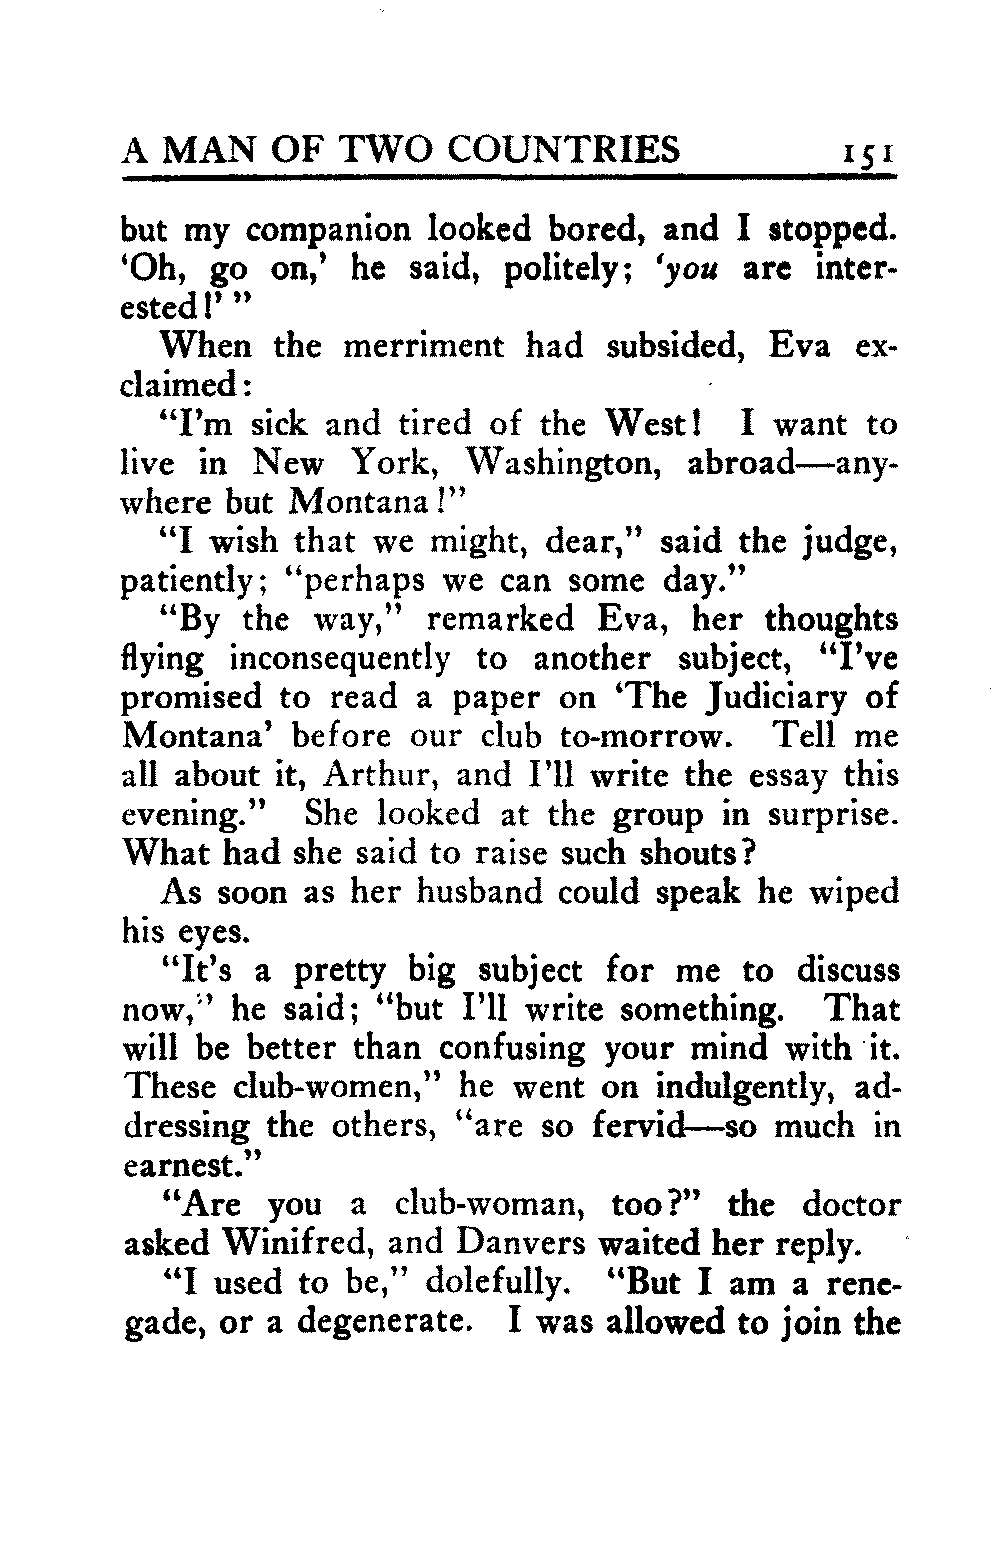 A MAN OF TWO COUNTRIES 151
but my companion looked bored, and I stopped.
‘Oh, go on,’ he said, politely; ‘you are inter-
ested!’ ”
When the merriment had subsided, Eva ex-
claimed:
“I’m sick and tired of the West! I want to
live in New York, Washington, abroad—any-
where but Montana!”
“I wish that we might, dear,” said the judge,
patiently; “perhaps we can some day.”
“By the way,” remarked Eva, her thoughts
flying inconsequently to another subject, “I’ve
promised to read a paper on ‘The Judiciary of
Montana’ before our club to-morrow. Tell me
all about it, Arthur, and I’ll write the essay this
evening.” She looked at the group in surprise.
What had she said to raise such shouts?
As soon as her husband could speak he wiped
his eyes.
“It’s a pretty big subject for me to discuss
now,” he said; “but I’ll write something. That
will be better than confusing your mind with it.
These club-women,” he went on indulgently, ad-
dressing the others, “are so fervid—so much in
earnest.”
“Are you a club-woman, too?” the doctor
asked Winifred, and Danvers waited her reply.
“I used to be,” dolefully. “But I am a rene-
gade, or a degenerate. I was allowed to join the